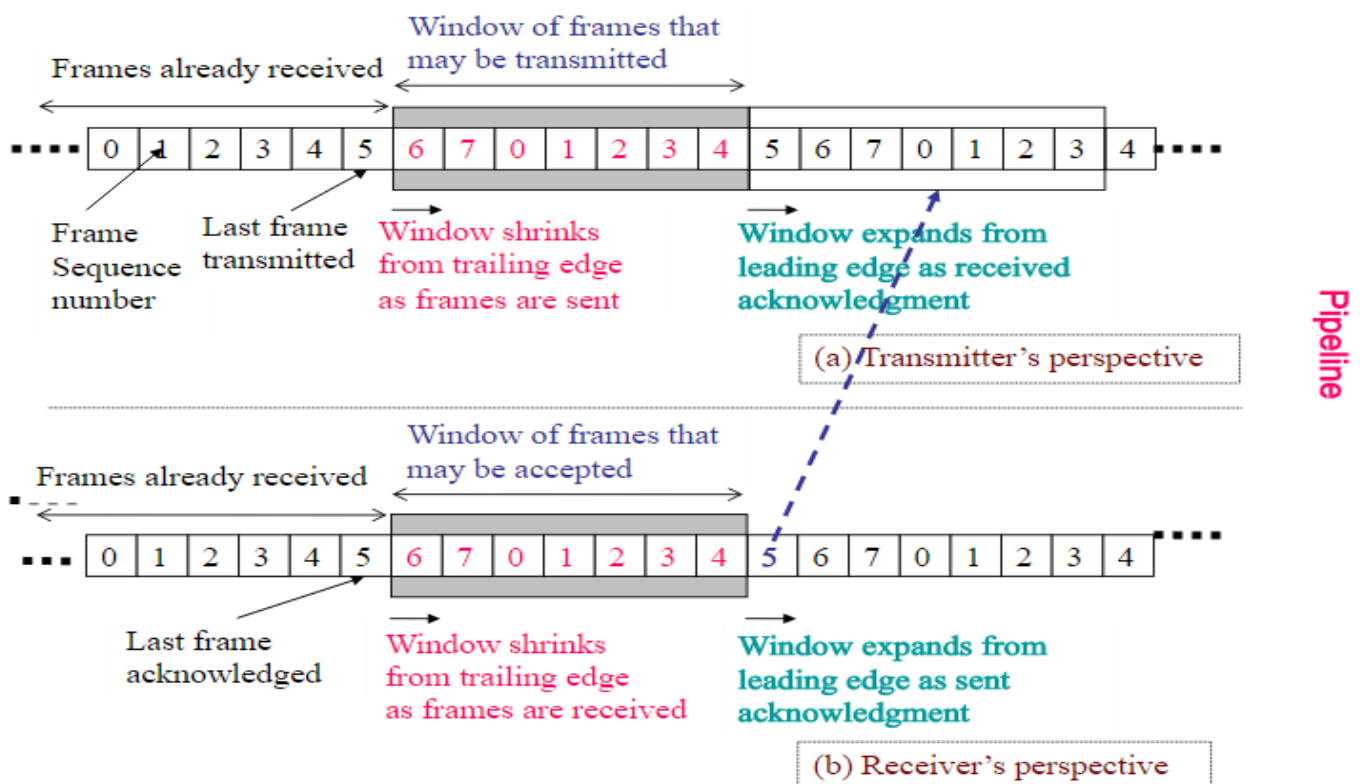 Window of frames that
may be transmitted
Frames already received
0 1 2 3 4 5 6 7 0 1 2 3 4 5 6 7 0 1 2 3 4
Frame
Sequence
number
Last frame
transmitted
Window shrinks
from trailing edge
as frames are sent
Window expands from
leading edge as received
acknowledgment
(a) Transmitter's perspective
Pipeline
Window of frames that
may be accepted
Frames already received
0 1 2 3 4 5 6 7 0 1 2 3 4 5 6 7 0 1 2 3 4
Last frame
acknowledged
Window shrinks
from trailing edge
as frames are received
Window expands from
leading edge as sent
acknowledgment
(b) Receiver's perspective